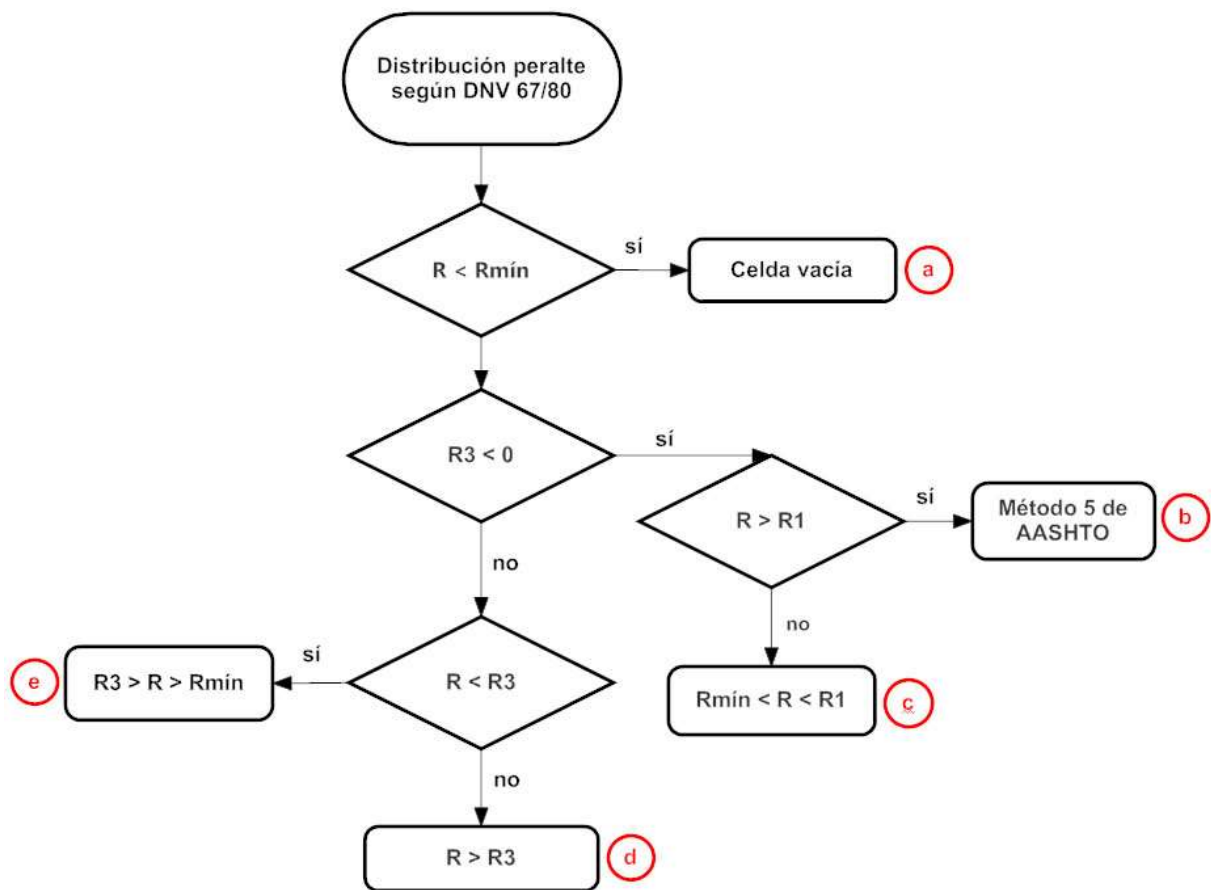 Distribución peralte
según DNV 67/80
R < Rmín
sí
Celda vacía
a
R3 < 0
sí
R > R1
sí
Método 5 de
AASHTO
b
no
no
R3 > R > Rmín
e
sí
R < R3
Rmín < R < R1
c
no
R > R3
d